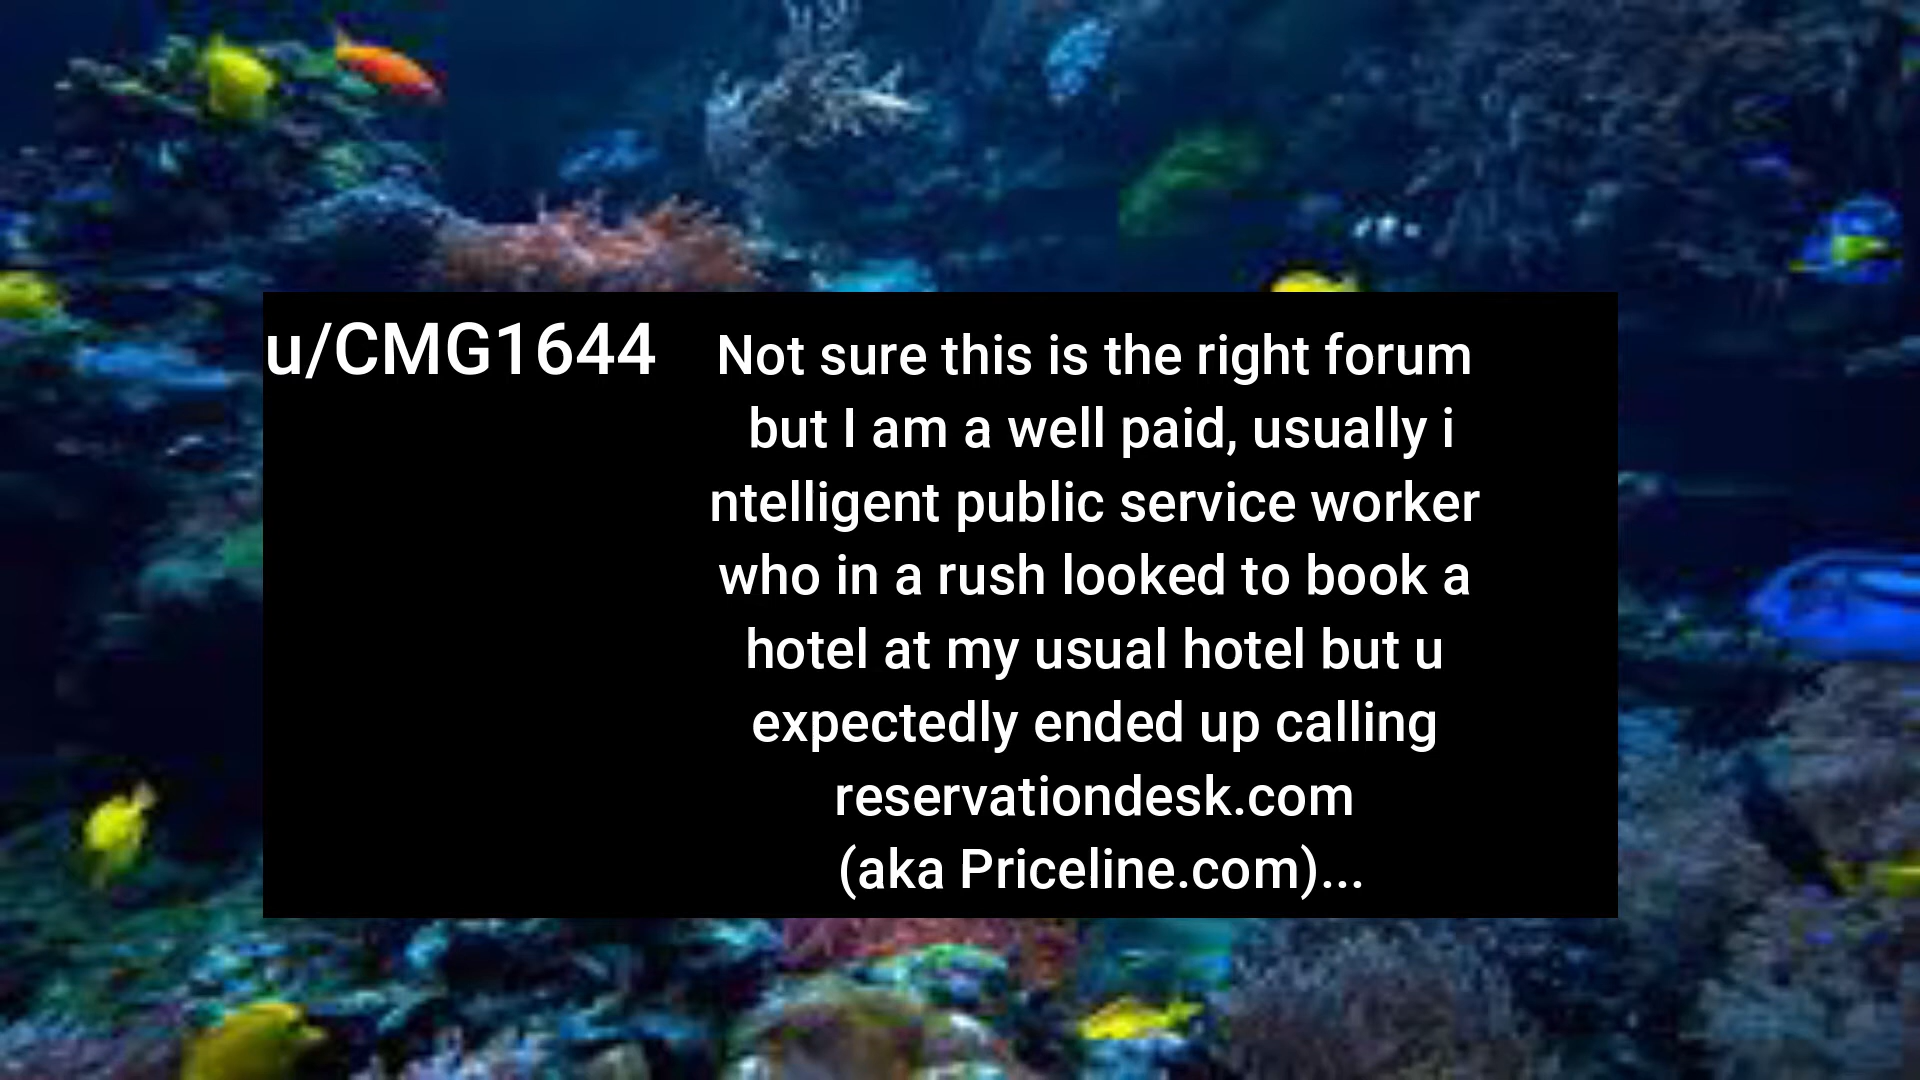 u/CMG1644
Not sure this is the right forum
but I am a well paid, usually i
ntelligent public service worker
who in a rush looked to book a
hotel at my usual hotel but u
expectedly ended up calling
reservationdesk.com
(aka Priceline.com)...